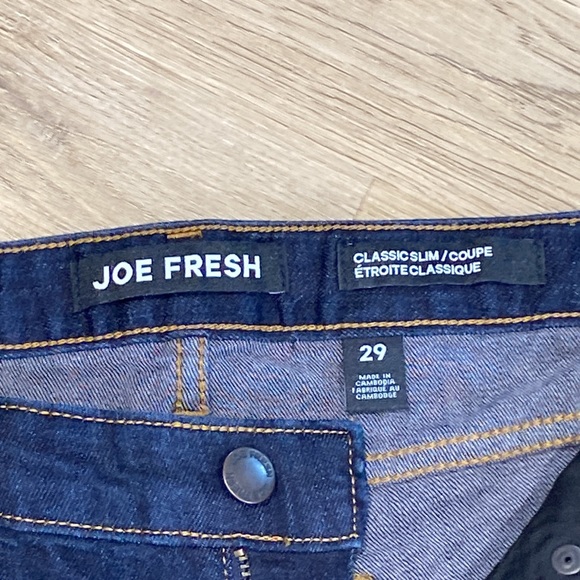 JOE FRESH
CLASSIC SLIM / COUPE
ÉTROITE CLASSIQUE
29
MADE IN
CAMBODIA
FABRIQUÉ AU
CAMBODGE